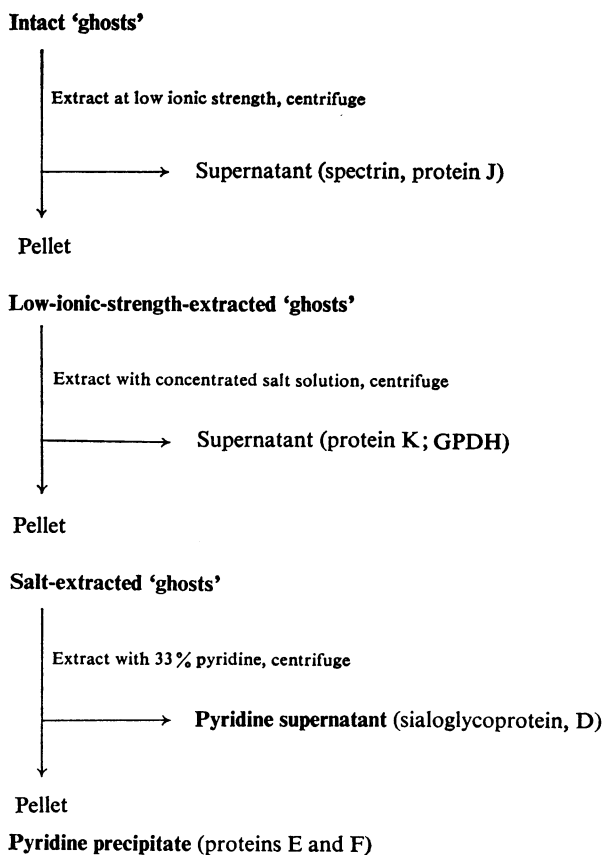 Intact ‘ghosts’
Extract at low ionic strength, centrifuge
Supernatant (spectrin, protein J)
Pellet
Low-ionic-strength-extracted ‘ghosts’
Extract with concentrated salt solution, centrifuge
Supernatant (protein K; GPDH)
Pellet
Salt-extracted ‘ghosts’
Extract with 33% pyridine, centrifuge
Pyridine supernatant (sialoglycoprotein, D)
Pellet
Pyridine precipitate (proteins E and F)